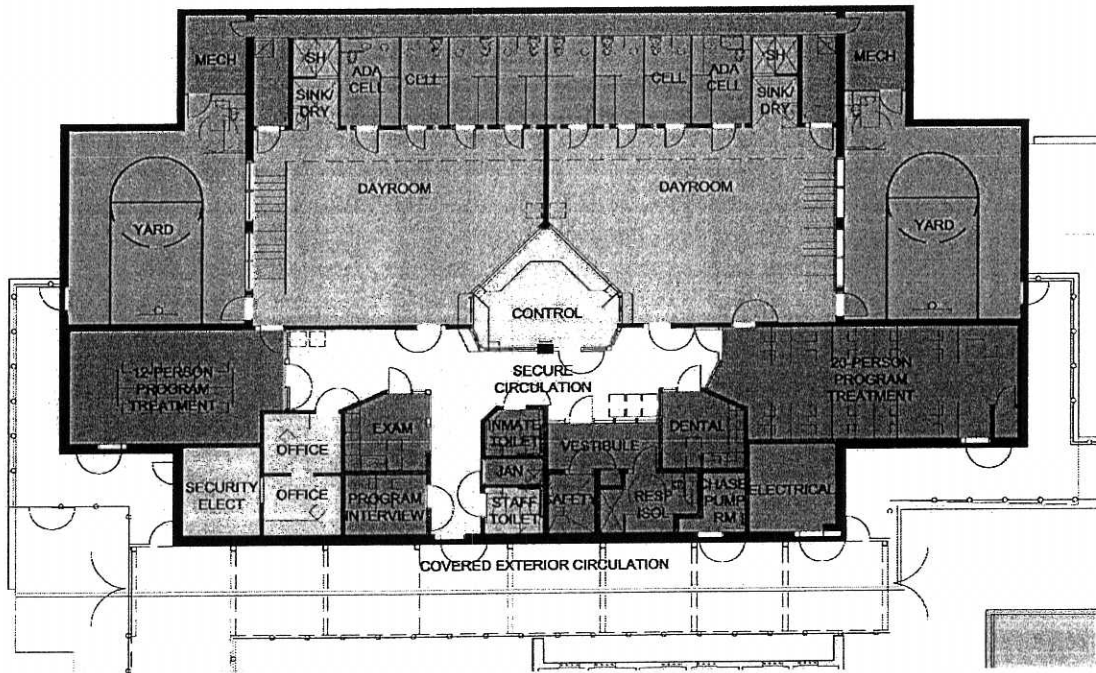 MECH
SH
ADA
CELL
CELL
CELL
ADA
CELL
SH
MECH
SINK/
DRY
SINK/
DRY
DAYROOM
DAYROOM
YARD
YARD
CONTROL
SECURE
CIRCULATION
12-PERSON
PROGRAM
TREATMENT
20-PERSON
PROGRAM
TREATMENT
OFFICE
EXAM
INMATE
TOILET
VESTIBULE
DENTAL
JAN
SECURITY
ELECT
OFFICE
PROGRAM
INTERVIEW
STAFF
TOILET
SAFETY
RESP
ISOL
CHASE
PUMP
RM
ELECTRICAL
COVERED EXTERIOR CIRCULATION